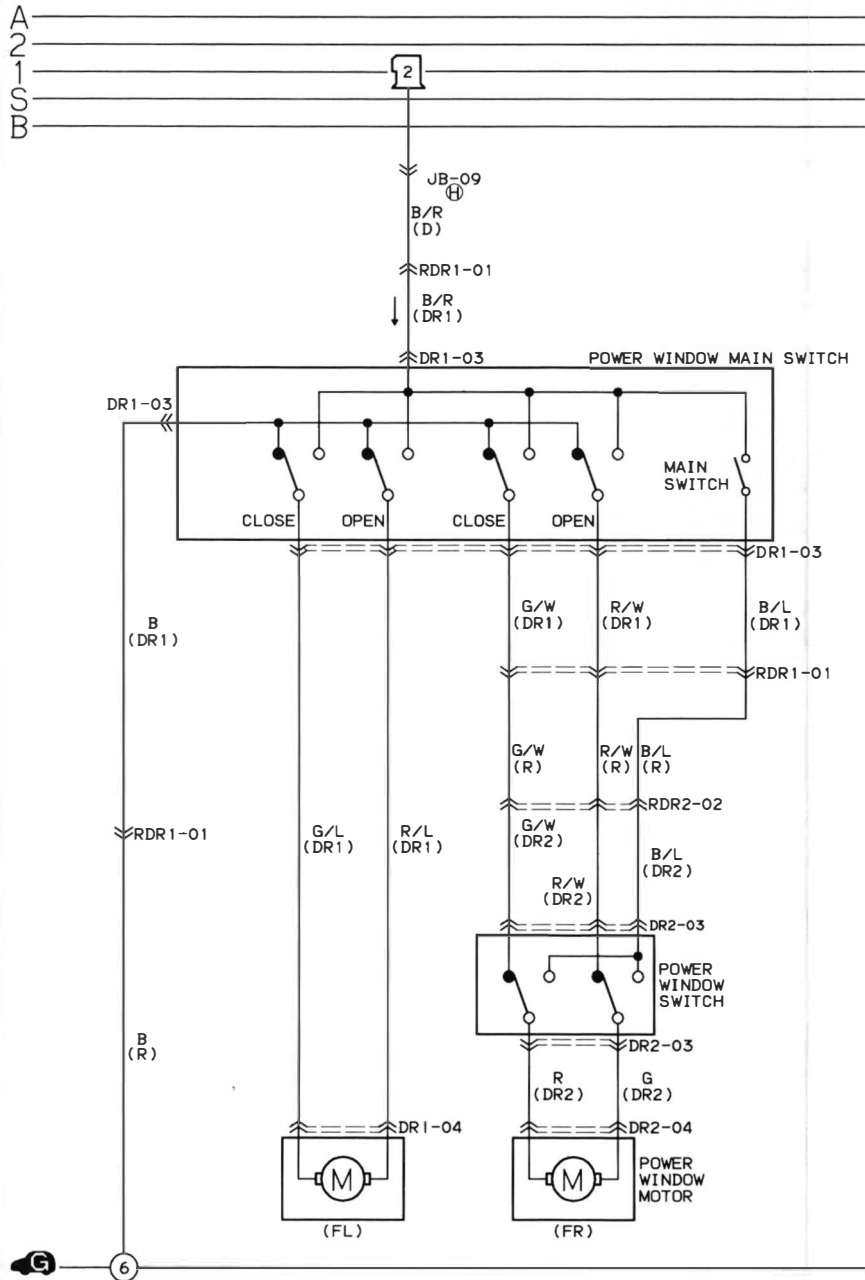 A
2
1
2
S
B
JB-09
H
B/R
(D)
RDR1-01
B/R
(DR1)
DR1-03
POWER WINDOW MAIN SWITCH
DR1-03
MAIN
SWITCH
CLOSE
OPEN
CLOSE
OPEN
DR1-03
B
(DR1)
G/W
(DR1)
R/W
(DR1)
B/L
(DR1)
RDR1-01
G/W
(R)
R/W
(R)
B/L
(R)
RDR2-02
RDR1-01
G/L
(DR1)
R/L
(DR1)
G/W
(DR2)
B/L
(DR2)
R/W
(DR2)
DR2-03
POWER
WINDOW
SWITCH
B
(R)
DR2-03
R
(DR2)
G
(DR2)
DR1-04
DR2-04
M
M
POWER
WINDOW
MOTOR
(FL)
(FR)
G
6